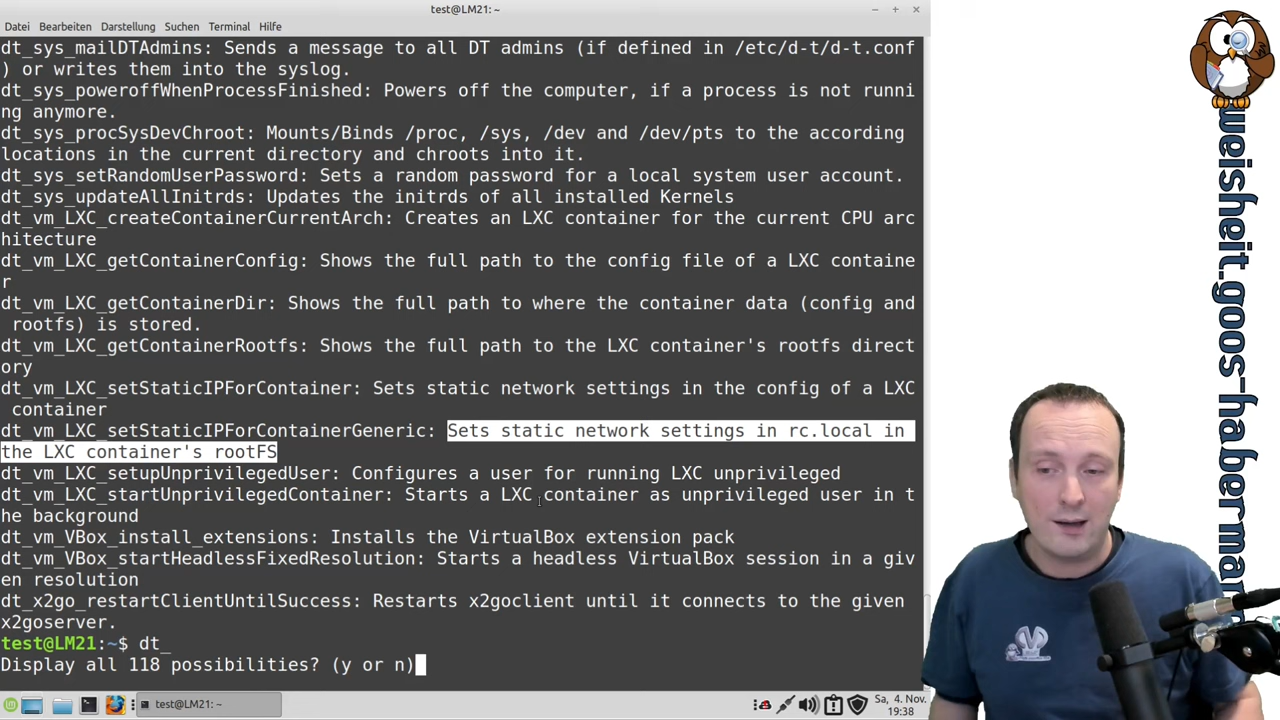 test@LM21: ~
Datei Bearbeiten Darstellung Suchen Terminal Hilfe
dt_sys_mailDTAdmins: Sends a message to all DT admins (if defined in /etc/d-t/d-t.conf
) or writes them into the syslog.
dt_sys_poweroffWhenProcessFinished: Powers off the computer, if a process is not runni
ng anymore.
dt_sys_procSysDevChroot: Mounts/Binds /proc, /sys, /dev and /dev/pts to the according
locations in the current directory and chroots into it.
dt_sys_setRandomUserPassword: Sets a random password for a local system user account.
dt_sys_updateAllInitrds: Updates the initrds of all installed Kernels
dt_vm_LXC_createContainerCurrentArch: Creates an LXC container for the current CPU arc
hitecture
dt_vm_LXC_getContainerConfig: Shows the full path to the config file of a LXC containe
r
dt_vm_LXC_getContainerDir: Shows the full path to where the container data (config and
rootfs) is stored.
dt_vm_LXC_getContainerRootfs: Shows the full path to the LXC container's rootfs direct
ory
dt_vm_LXC_setStaticIPForContainer: Sets static network settings in the config of a LXC
container
dt_vm_LXC_setStaticIPForContainerGeneric: Sets static network settings in rc.local in
the LXC container's rootFS
dt_vm_LXC_setupUnprivilegedUser: Configures a user for running LXC unprivileged
dt_vm_LXC_startUnprivilegedContainer: Starts a LXC container as unprivileged user in t
he background
dt_vm_VBox_install_extensions: Installs the VirtualBox extension pack
dt_vm_VBox_startHeadlessFixedResolution: Starts a headless VirtualBox session in a giv
en resolution
dt_x2go_restartClientUntilSuccess: Restarts x2goclient until it connects to the given
x2goserver.
test@LM21:~$ dt_
Display all 118 possibilities? (y or n)
test@LM21: ~
Sa, 4. Nov.
19:38